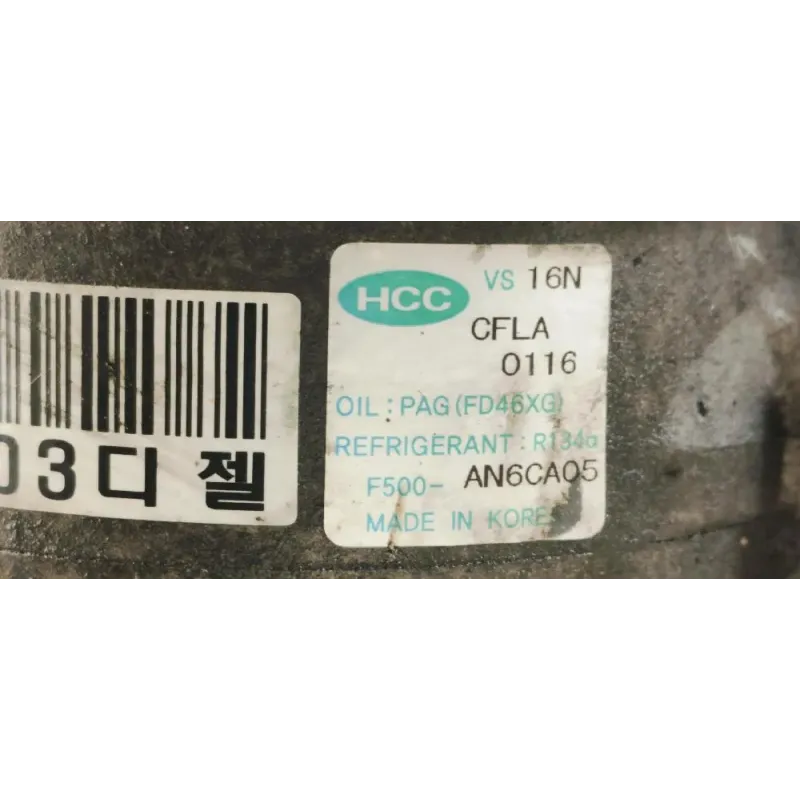 03디젤
HCC
VS 16N
CFLA
0116
OIL : PAG (FD46XG)
REFRIGERANT : R134a
F500- AN6CA05
MADE IN KORE